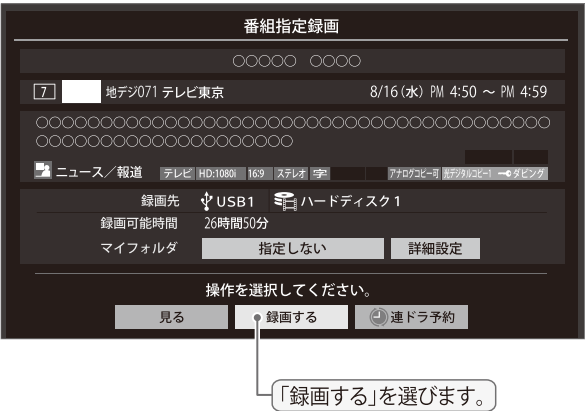 番組指定録画
○○○○○ ○○○○
7 地デジ071 テレビ東京 8/16(水) PM 4:50 ~ PM 4:59
○○○○○○○○○○○○○○○○○○○○○○○○○○○○○○○○○○○○○○○○
○○○○○○○○○○○○○○○○○○○○
ニュース/報道 テレビ HD:1080i 16:9 ステレオ 字 アナログコピー可 光デジタルコピー1 ダビング
録画先 USB1 ハードディスク1
録画可能時間 26時間50分
マイフォルダ 指定しない 詳細設定
操作を選択してください。
見る 録画する 連ドラ予約
「録画する」を選びます。